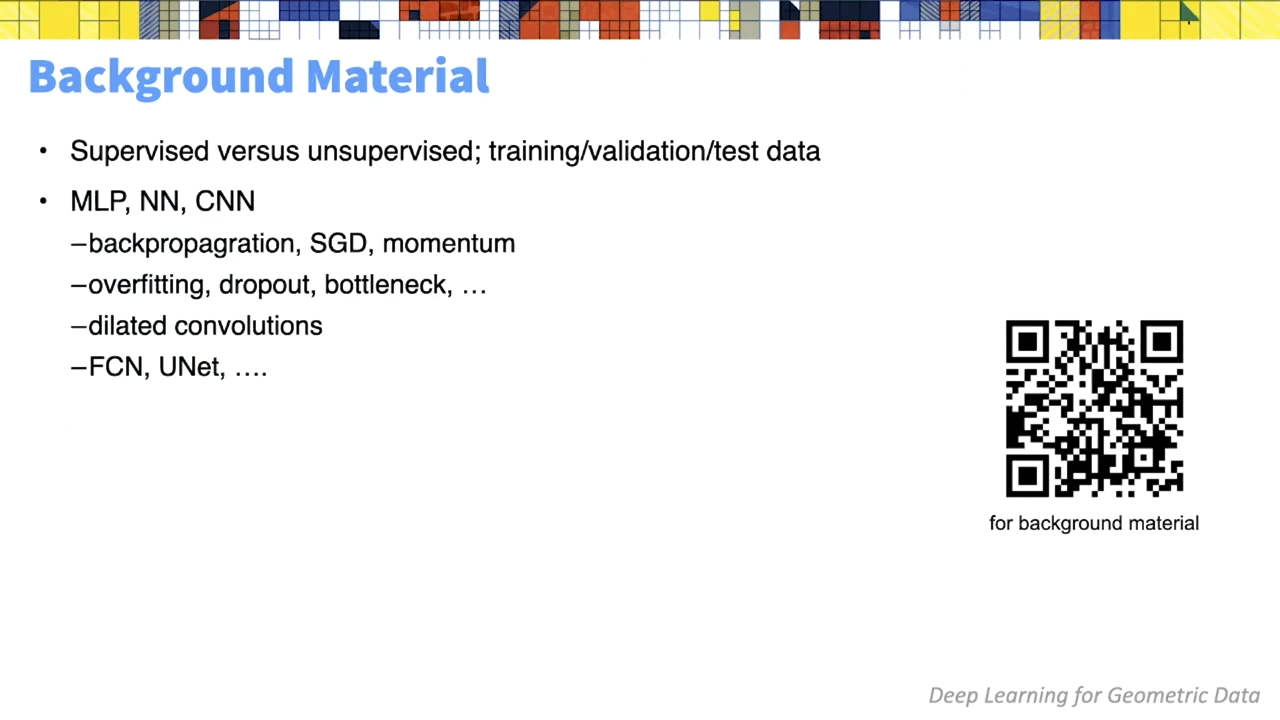 Background Material
• Supervised versus unsupervised; training/validation/test data
• MLP, NN, CNN
–backpropagration, SGD, momentum
–overfitting, dropout, bottleneck, …
–dilated convolutions
–FCN, UNet, ….
for background material
Deep Learning for Geometric Data